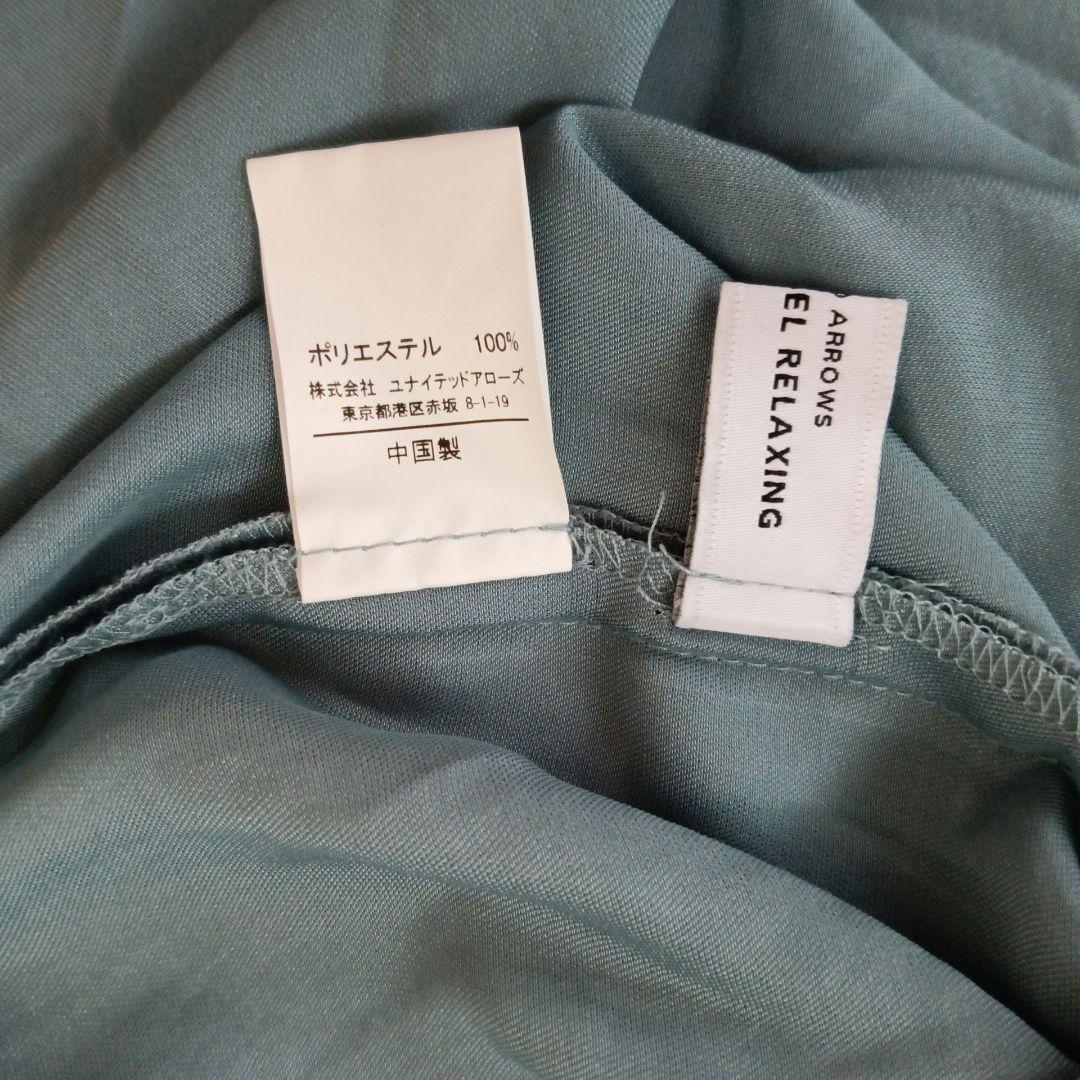 ポリエステル 100%
株式会社 ユナイテッドアローズ
東京都港区赤坂 8-1-19
中国製
ARROWS
EL RELAXING